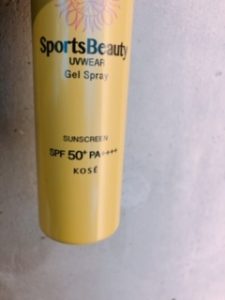 SportsBeauty
UVWEAR
Gel Spray
SUNSCREEN
SPF 50+ PA++++
KOSÉ